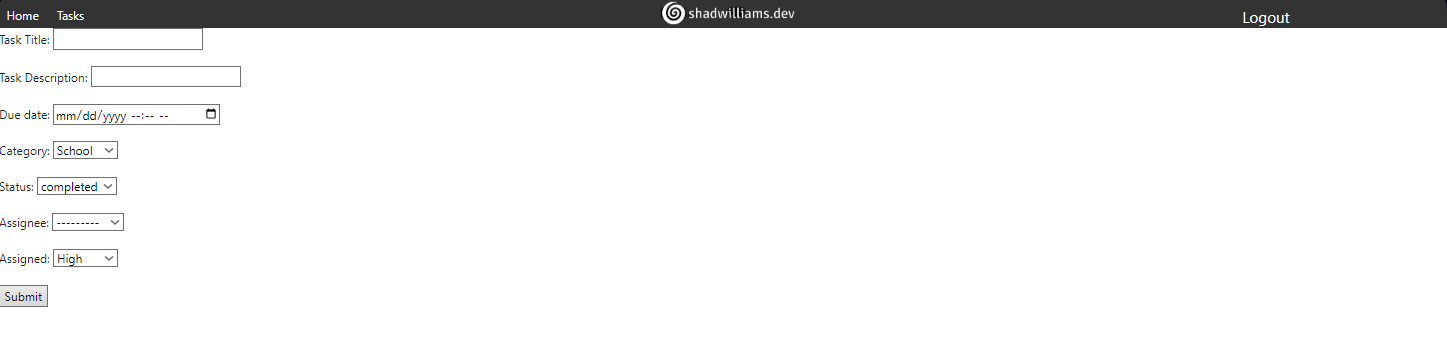 Home Tasks shadwilliams.dev Logout
Task Title:
Task Description:
Due date: mm/dd/yyyy --:-- --
Category: School
Status: completed
Assignee: ---------
Assigned: High
Submit